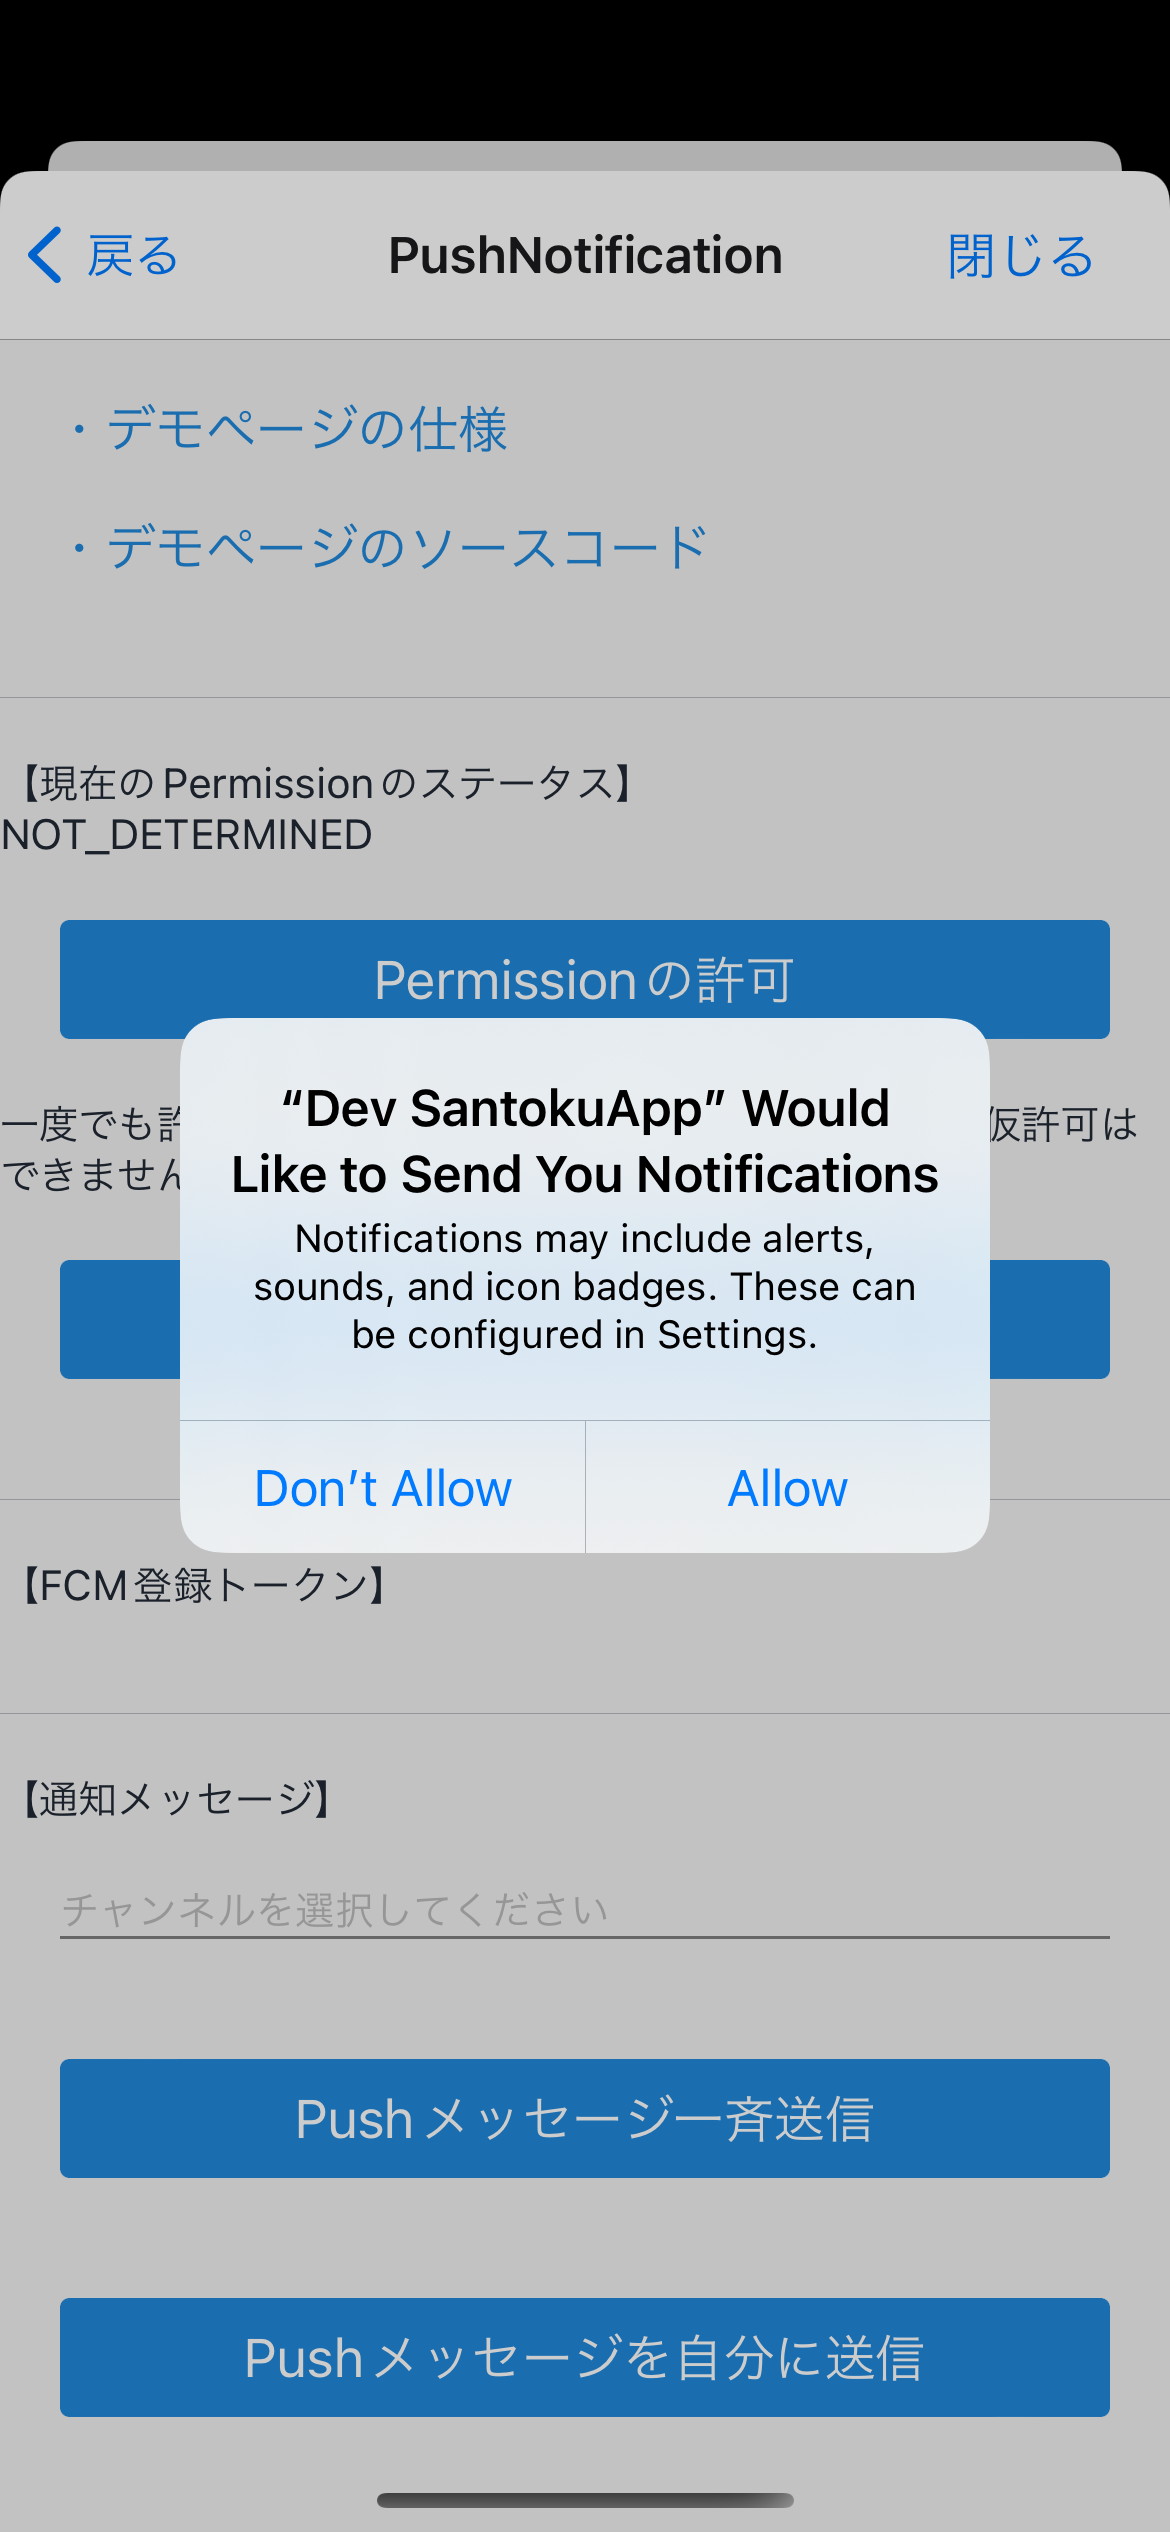 戻る
PushNotification
閉じる
・デモページの仕様
・デモページのソースコード
【現在のPermissionのステータス】
NOT_DETERMINED
Permissionの許可
“Dev SantokuApp” Would
Like to Send You Notifications
Notifications may include alerts,
sounds, and icon badges. These can
be configured in Settings.
Don’t Allow
Allow
一度でも許
仮許可は
できません
【FCM登録トークン】
【通知メッセージ】
チャンネルを選択してください
Pushメッセージ一斉送信
Pushメッセージを自分に送信